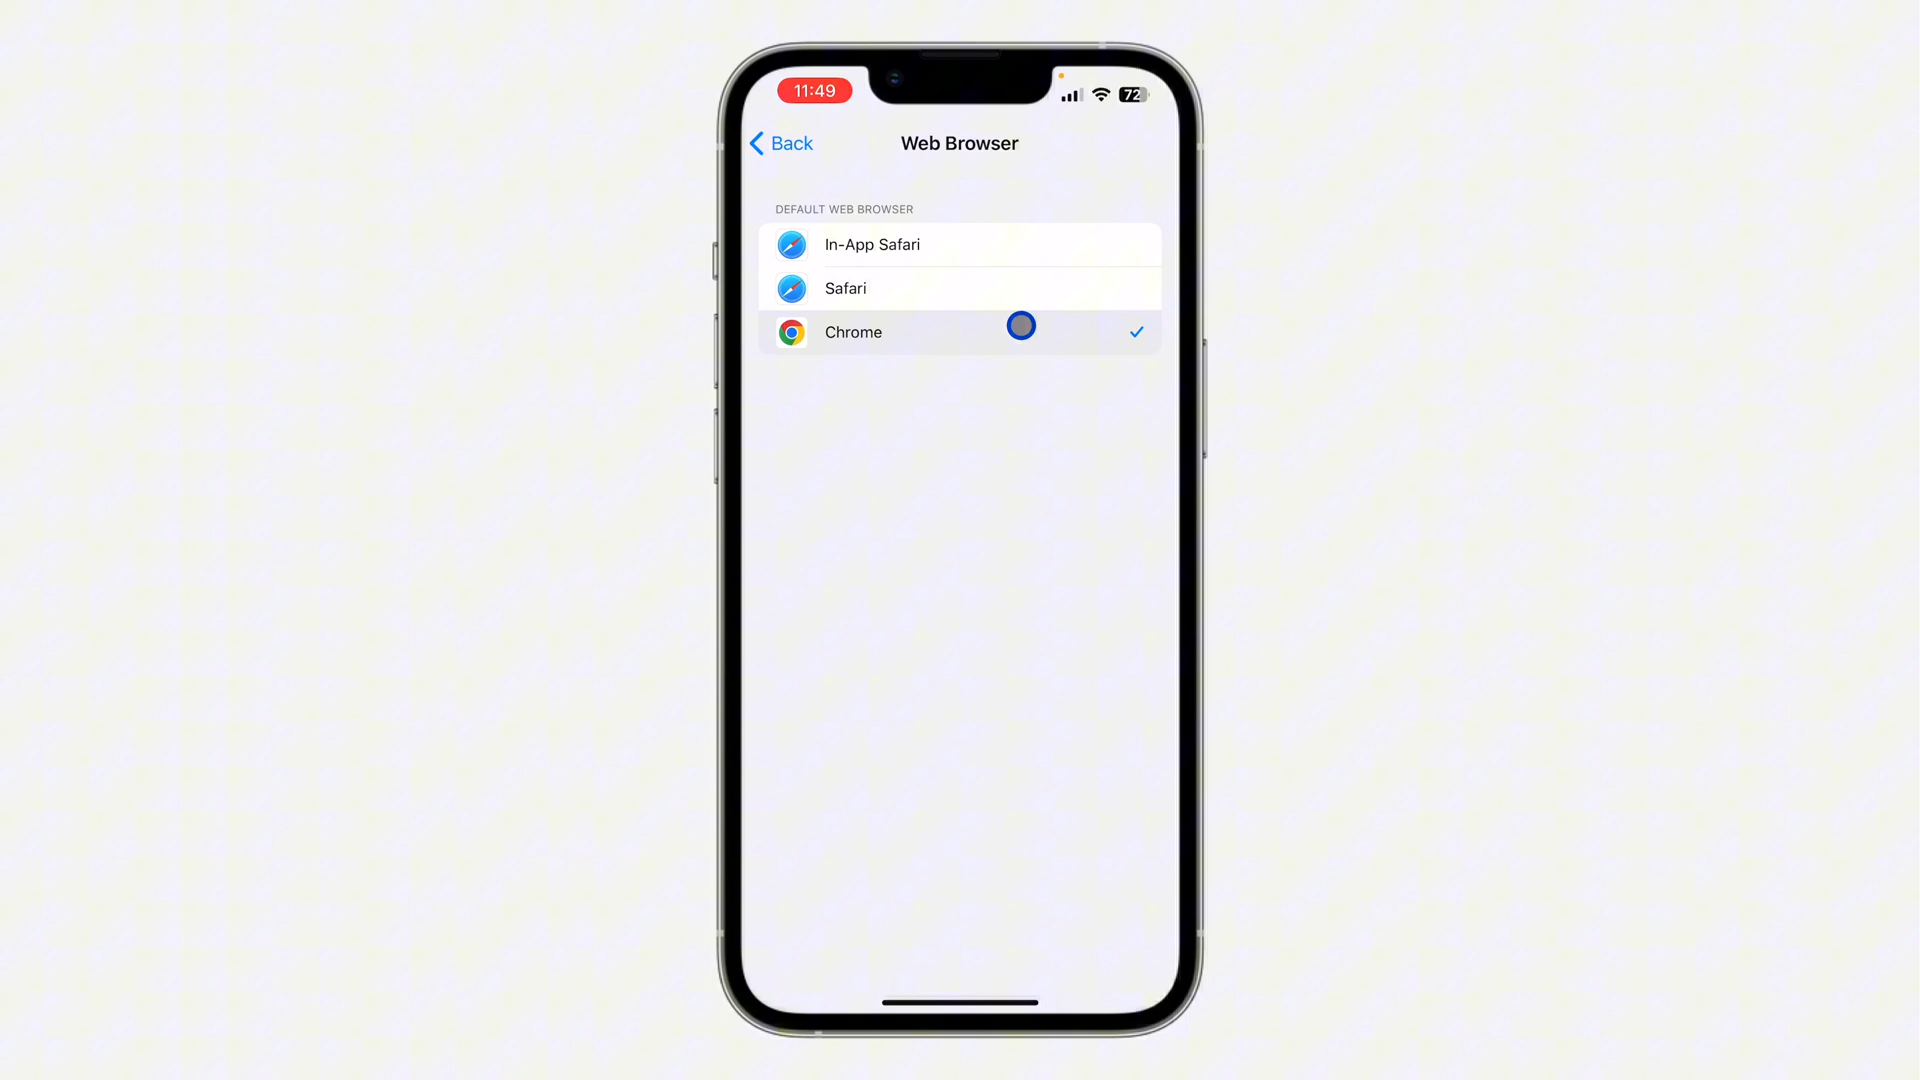 11:49
72
Back
Web Browser
DEFAULT WEB BROWSER
In-App Safari
Safari
Chrome